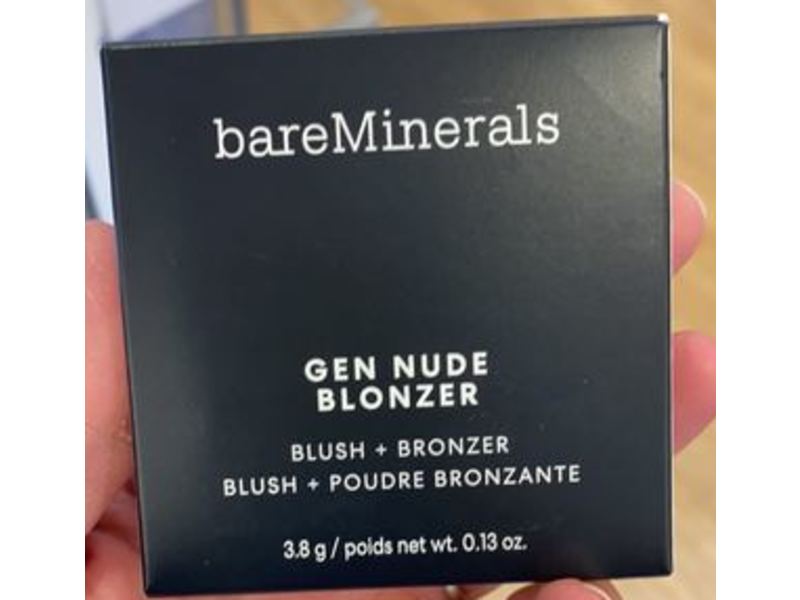 bareMinerals
GEN NUDE
BLONZER
BLUSH + BRONZER
BLUSH + POUDRE BRONZANTE
3.8 g / poids net wt. 0.13 oz.